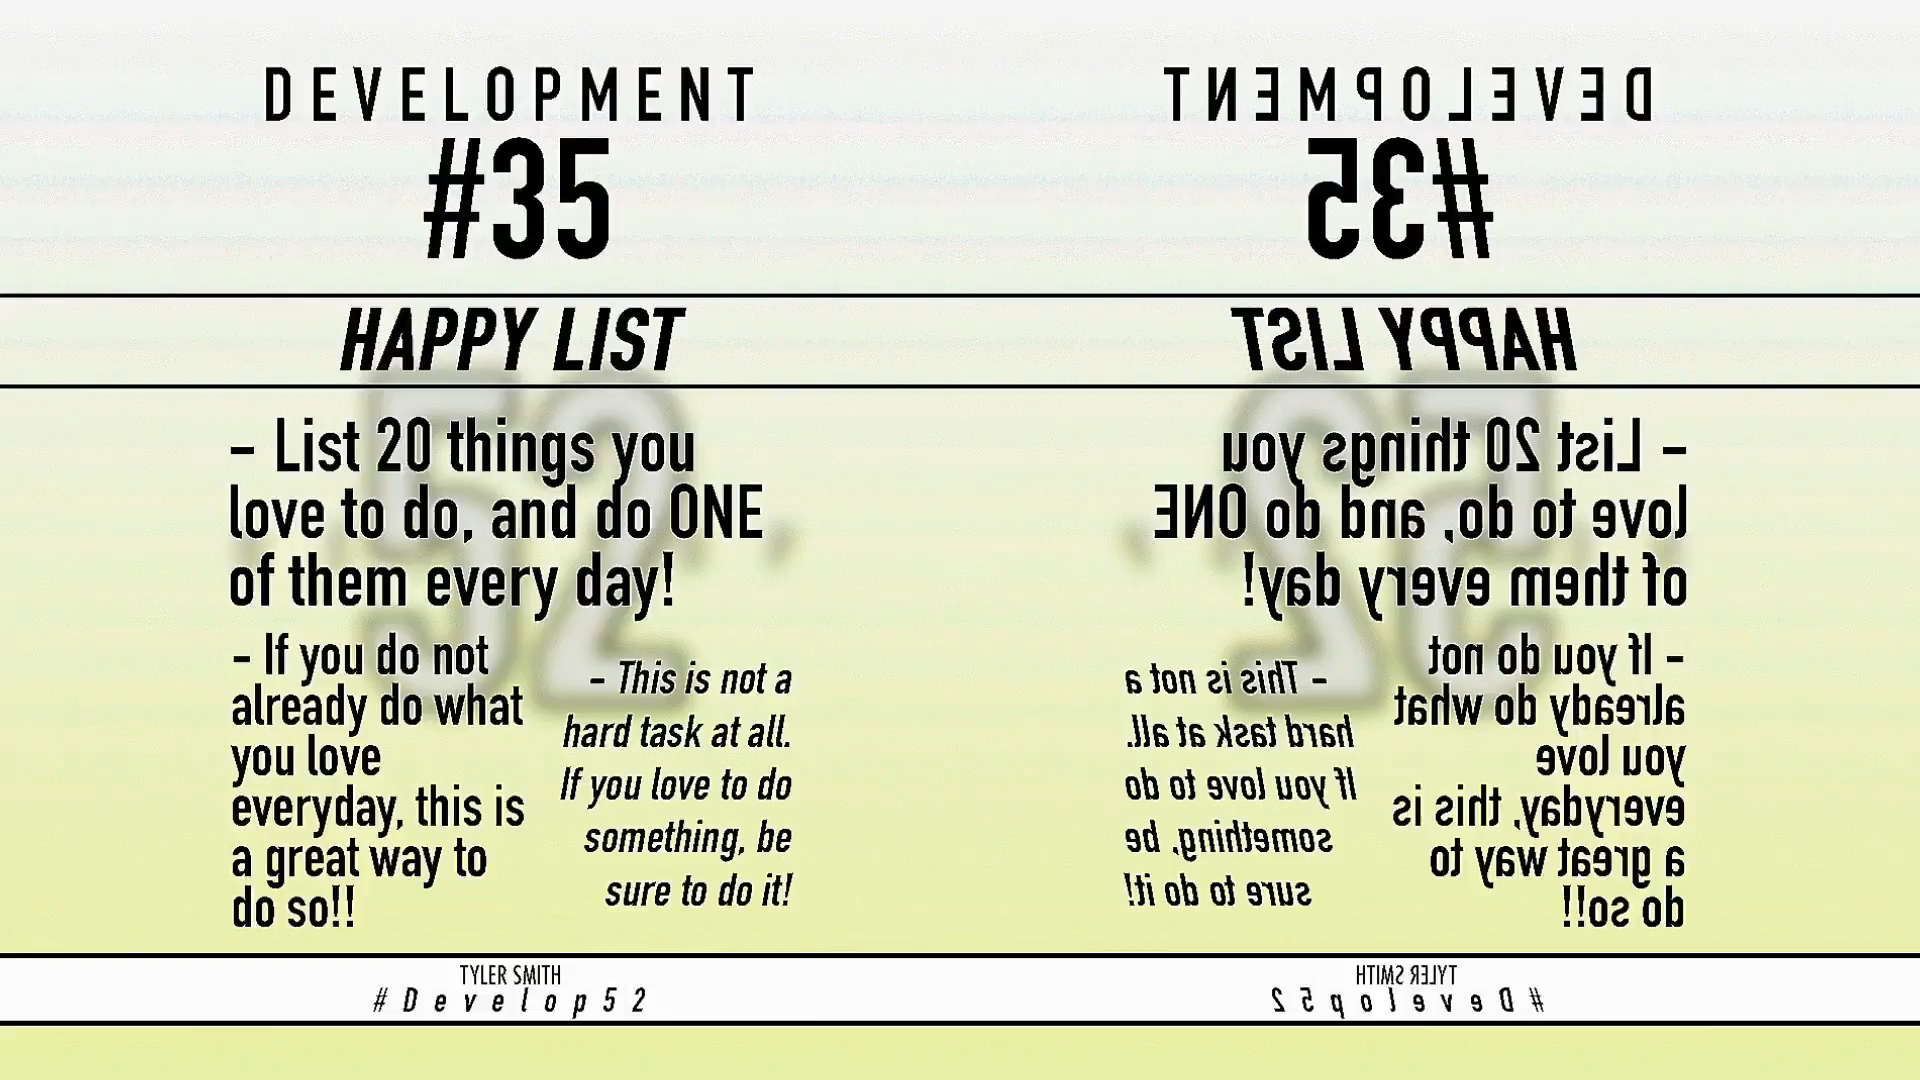 DEVELOPMENT
#35
HAPPY LIST
– List 20 things you
love to do, and do ONE
of them every day!
– If you do not
already do what
you love
everyday, this is
a great way to
do so!!
– This is not a
hard task at all.
If you love to do
something, be
sure to do it!
TYLER SMITH
#Develop52
52
DEVELOPMENT
#35
HAPPY LIST
– List 20 things you
love to do, and do ONE
of them every day!
– If you do not
already do what
you love
everyday, this is
a great way to
do so!!
– This is not a
hard task at all.
If you love to do
something, be
sure to do it!
TYLER SMITH
#Develop52
52